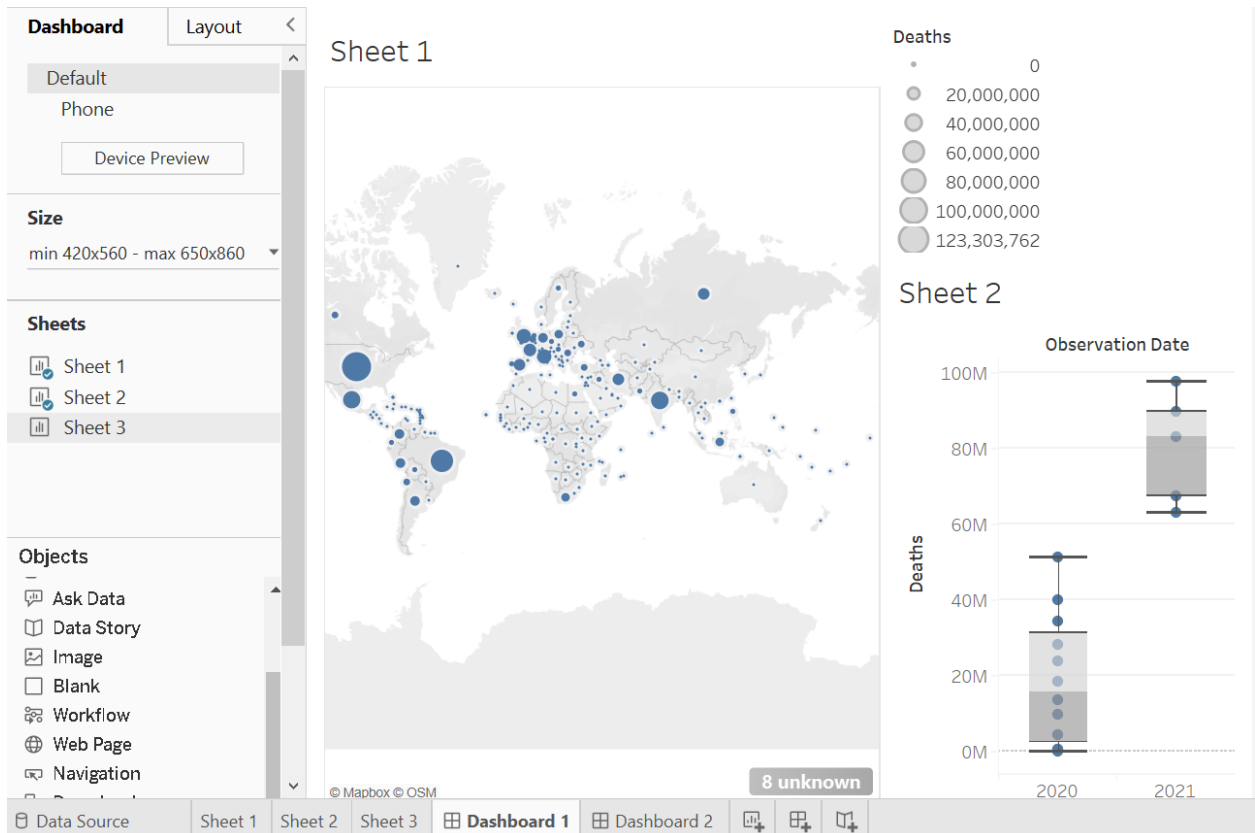 Dashboard
Layout
Default
Phone
Device Preview
Size
min 420x560 - max 650x860
Sheets
Sheet 1
Sheet 2
Sheet 3
Objects
Ask Data
Data Story
Image
Blank
Workflow
Web Page
Navigation
Sheet 1
© Mapbox © OSM
8 unknown
Deaths
0
20,000,000
40,000,000
60,000,000
80,000,000
100,000,000
123,303,762
Sheet 2
Observation Date
100M
80M
60M
40M
20M
0M
Deaths
2020
2021
Data Source
Sheet 1
Sheet 2
Sheet 3
Dashboard 1
Dashboard 2